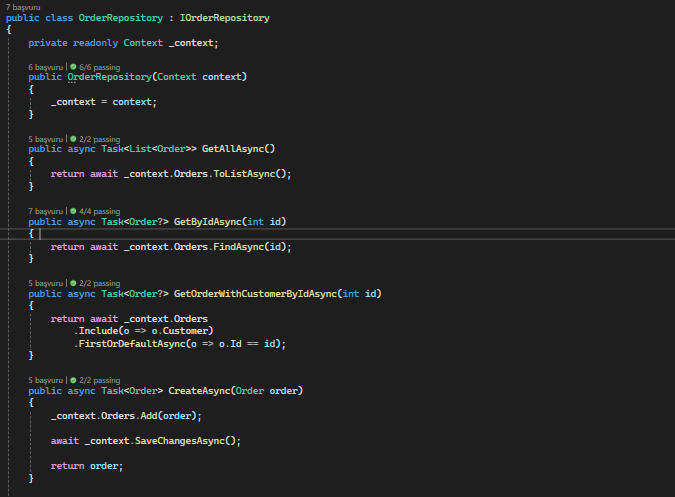 7 başvuru
public class OrderRepository : IOrderRepository
{
private readonly Context _context;
6 başvuru | 6/6 passing
public OrderRepository(Context context)
{
_context = context;
}
5 başvuru | 2/2 passing
public async Task<List<Order>> GetAllAsync()
{
return await _context.Orders.ToListAsync();
}
7 başvuru | 4/4 passing
public async Task<Order?> GetByIdAsync(int id)
{
return await _context.Orders.FindAsync(id);
}
5 başvuru | 2/2 passing
public async Task<Order?> GetOrderWithCustomerByIdAsync(int id)
{
return await _context.Orders
.Include(o => o.Customer)
.FirstOrDefaultAsync(o => o.Id == id);
}
5 başvuru | 2/2 passing
public async Task<Order> CreateAsync(Order order)
{
_context.Orders.Add(order);
await _context.SaveChangesAsync();
return order;
}